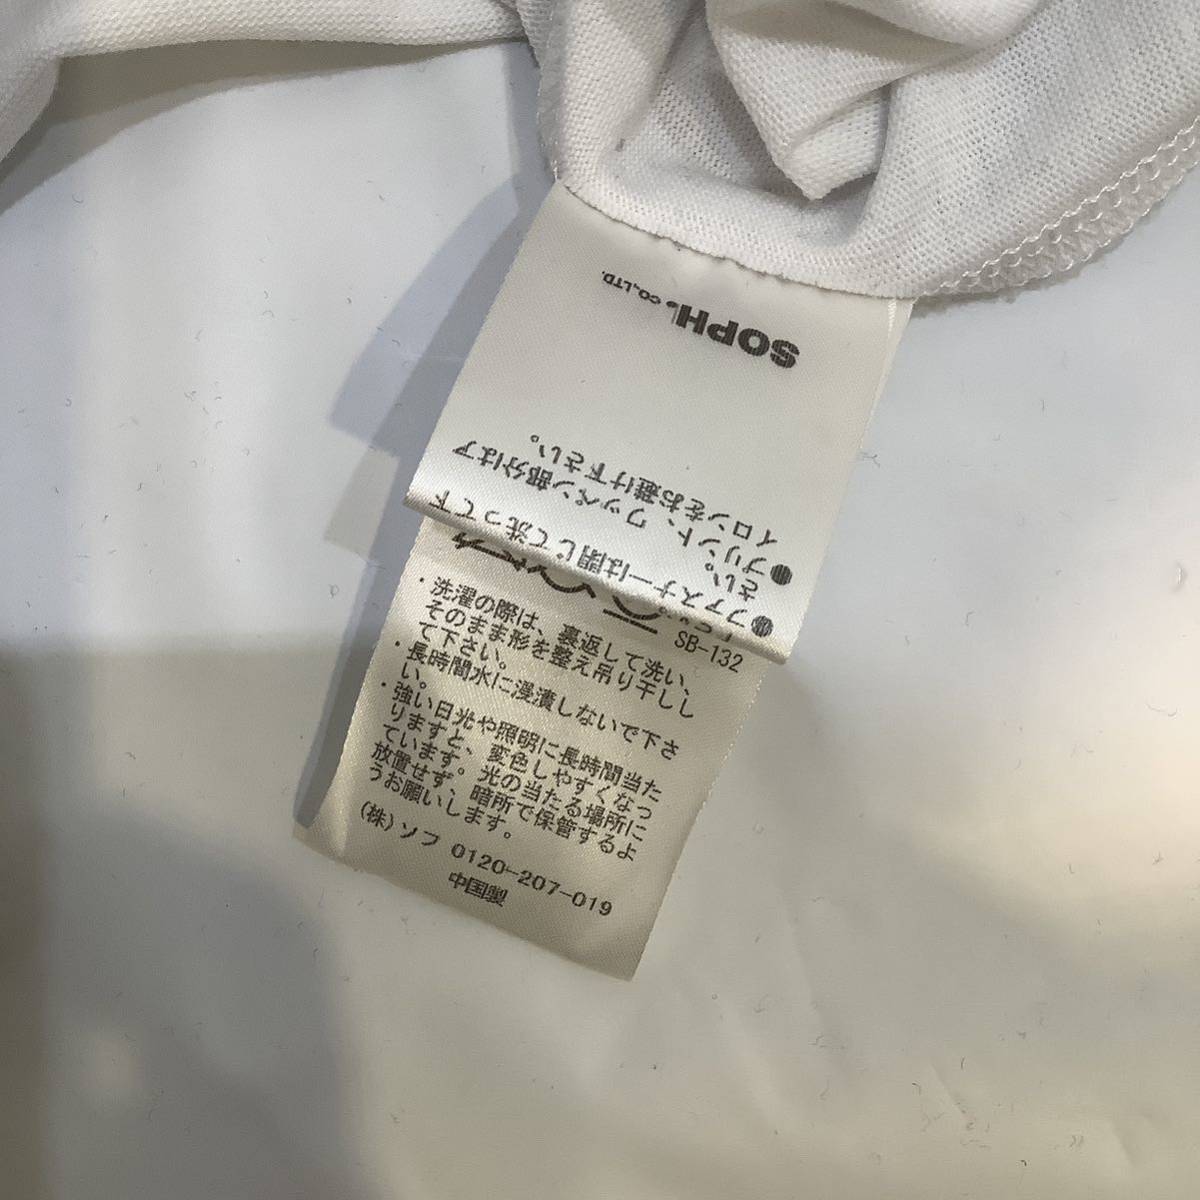 SOPH. CO.,LTD.
●プリント、ワッペン部分はア
イロンをお避け下さい。
●ファスナーは閉じて洗って下
さい。
SB-132
・洗濯の際は、裏返して洗い、
そのまま形を整え吊り干しし
て下さい。
・長時間水に浸漬しないで下さ
い。
・強い日光や照明に長時間当た
りますと、変色しやすくなっ
ています。光の当たる場所に
放置せず、暗所で保管するよ
うお願いします。
(株)ソフ 0120-207-019
中国製